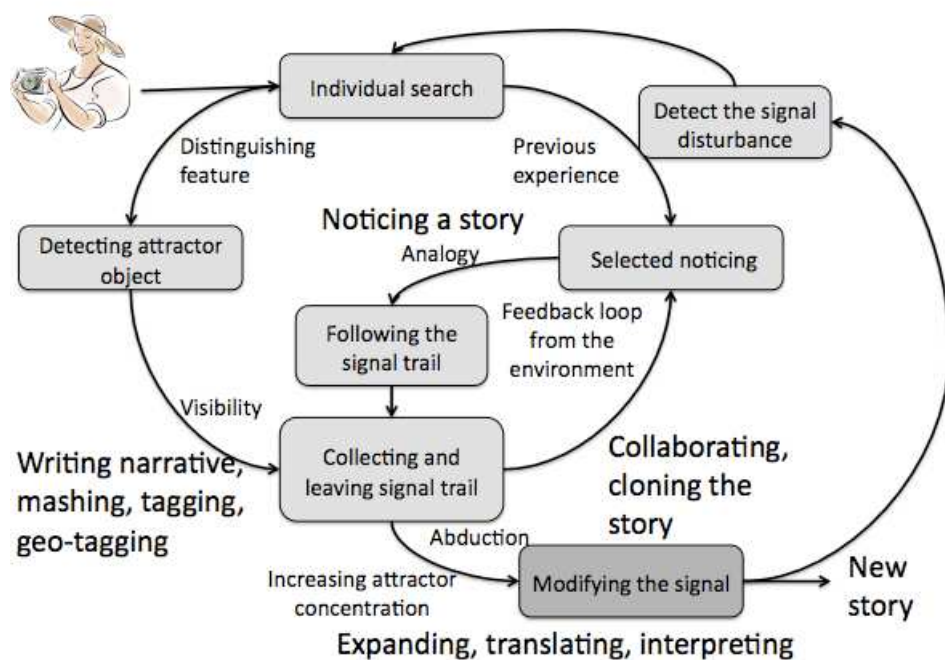 Individual search
Detect the signal
disturbance
Distinguishing
feature
Previous
experience
Noticing a story
Detecting attractor
object
Analogy
Selected noticing
Following the
signal trail
Feedback loop
from the
environment
Visibility
Writing narrative,
mashing, tagging,
geo-tagging
Collecting and
leaving signal trail
Collaborating,
cloning the
story
Abduction
Increasing attractor
concentration
Modifying the signal
New
story
Expanding, translating, interpreting